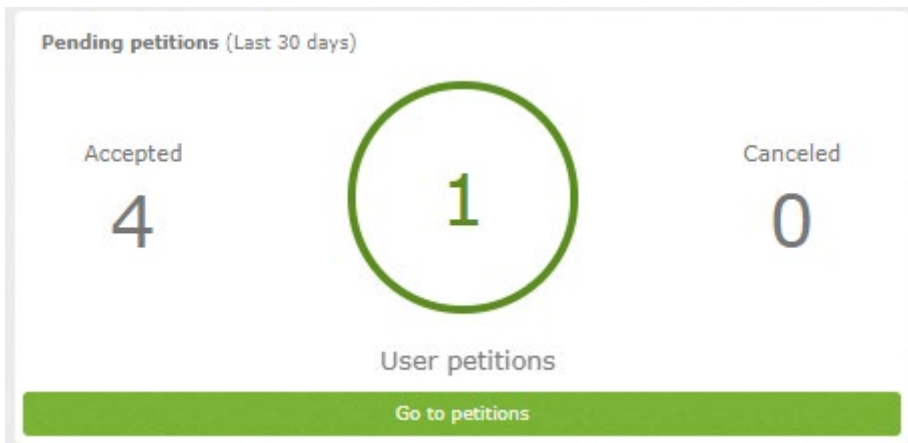 Pending petitions (Last 30 days)
Accepted
4
1
Canceled
0
User petitions
Go to petitions